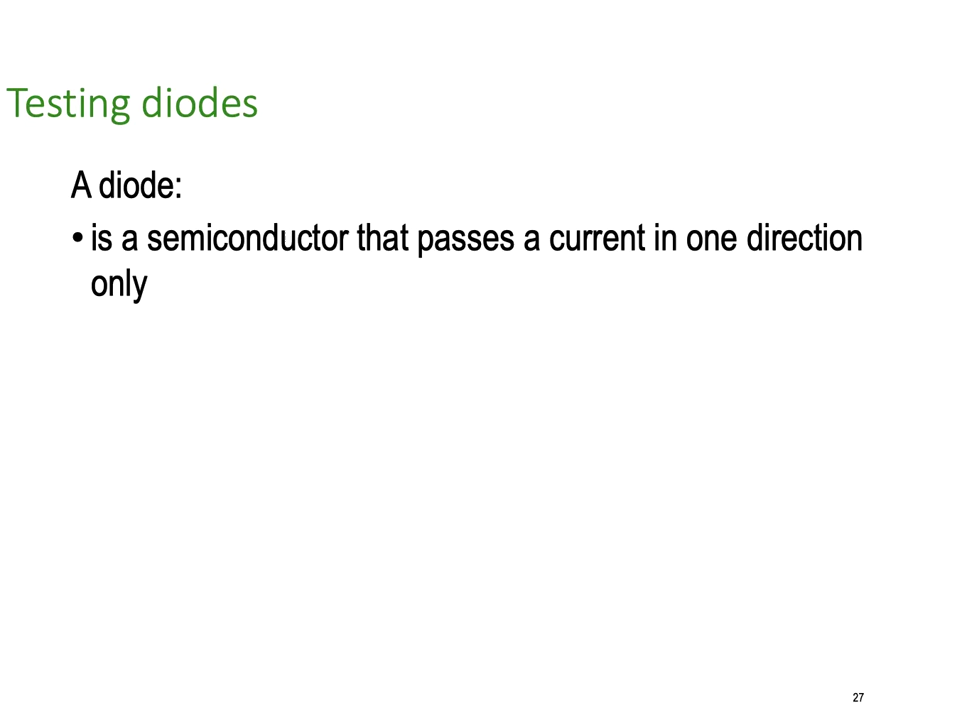 Testing diodes
A diode:
• is a semiconductor that passes a current in one direction
only
27